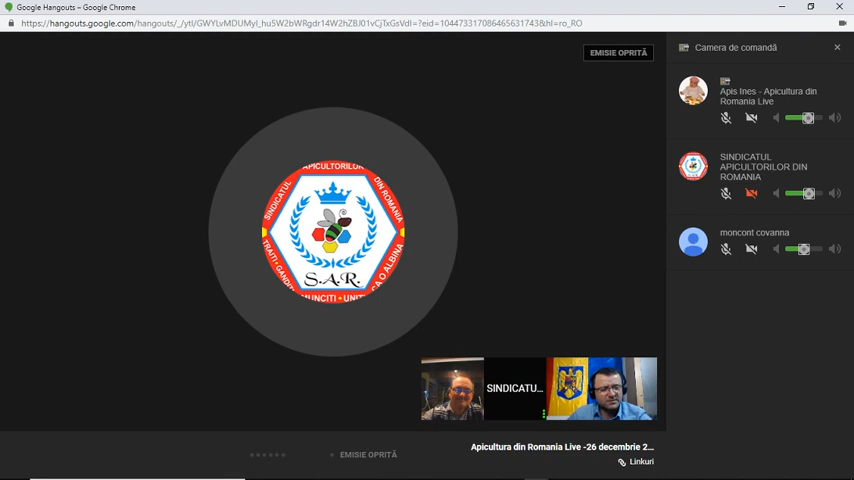 Google Hangouts – Google Chrome
https://hangouts.google.com/hangouts/_/ytl/GWYLvMDUMyl_hu5W2bWRgdr14W2hZBJ01vCjTxGsVdI=?eid=104473317086465631743&hl=ro_RO
EMISIE OPRITĂ
Camera de comandă
Apis Ines - Apicultura din
Romania Live
SINDICATUL
APICULTORILOR DIN
ROMANIA
moncont covanna
SINDICATUL APICULTORILOR DIN ROMANIA
S.A.R.
SINDICATU...
Apicultura din Romania Live -26 decembrie 2...
EMISIE OPRITĂ
Linkuri